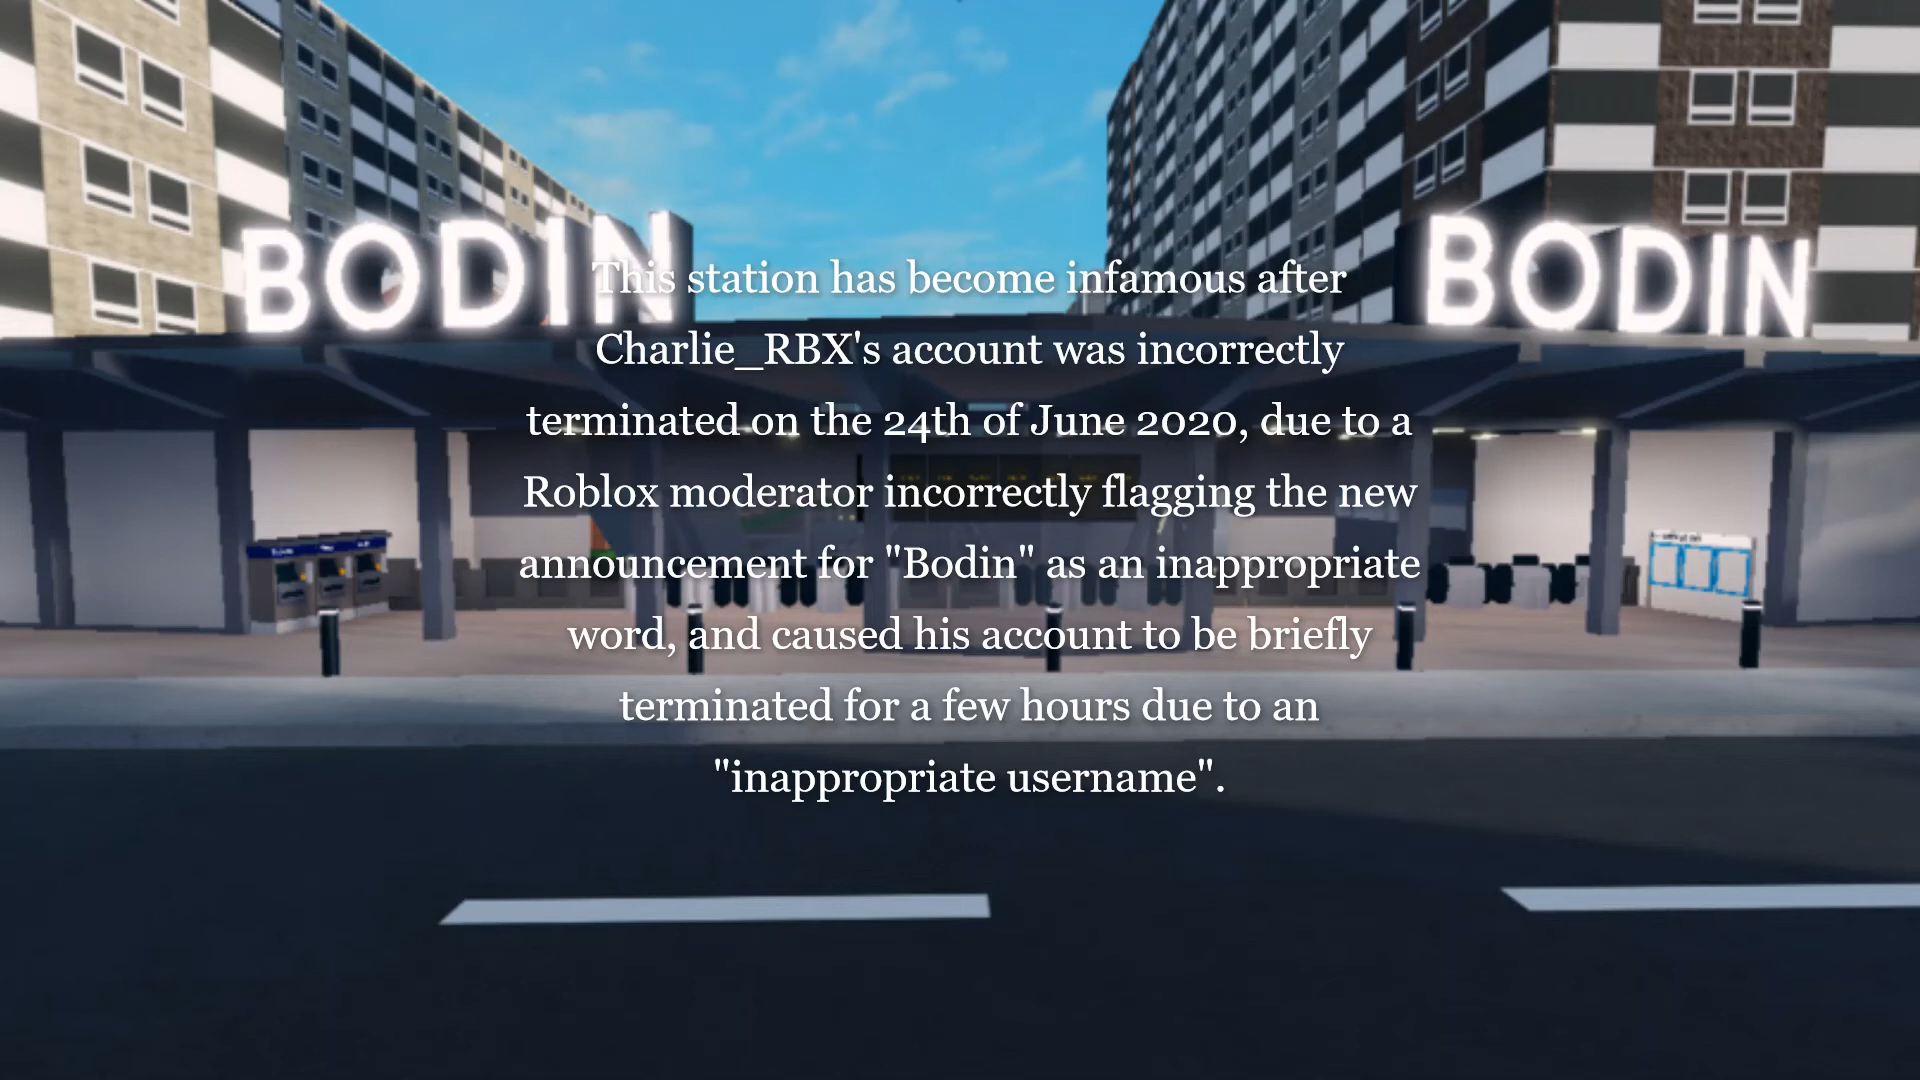 BODIN
BODIN
This station has become infamous after
Charlie_RBX's account was incorrectly
terminated on the 24th of June 2020, due to a
Roblox moderator incorrectly flagging the new
announcement for "Bodin" as an inappropriate
word, and caused his account to be briefly
terminated for a few hours due to an
"inappropriate username".